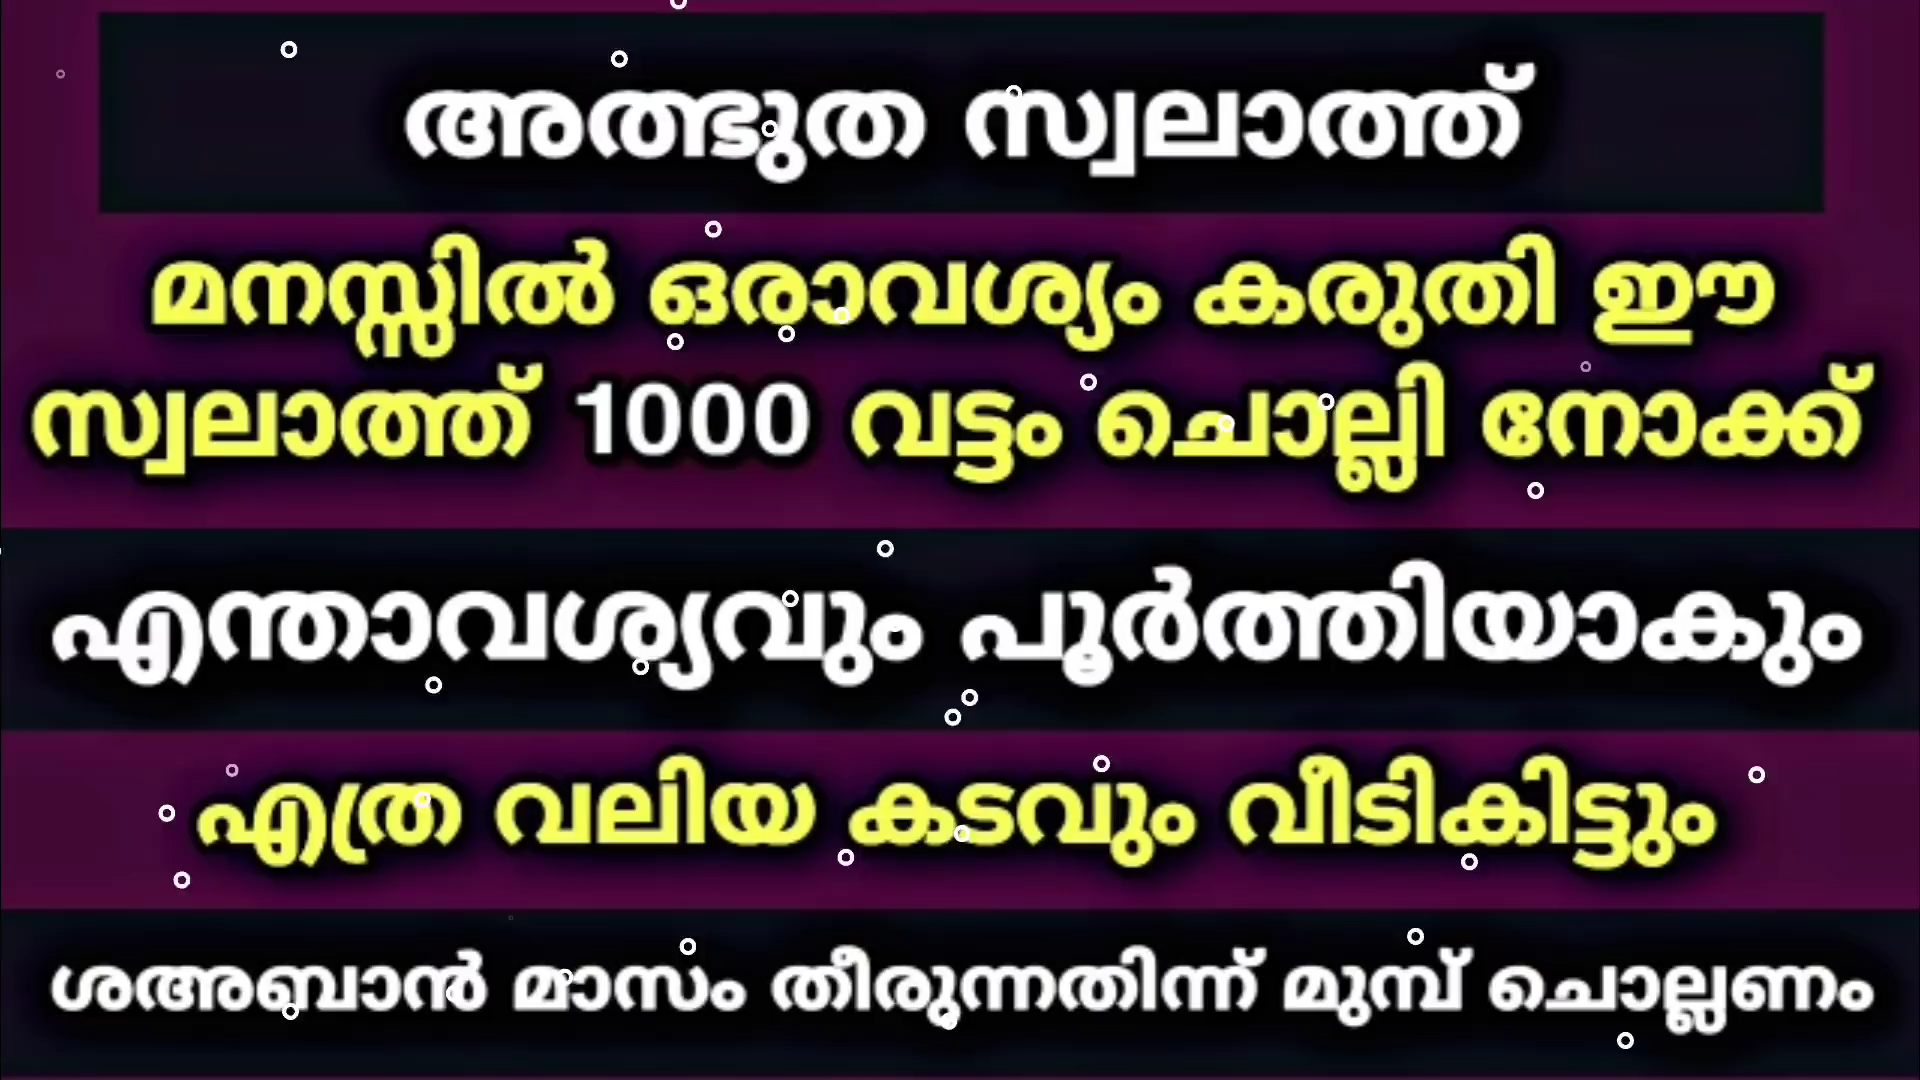 അത്ഭുത സ്വലാത്ത്
മനസ്സിൽ ഒരാവശ്യം കരുതി ഈ
സ്വലാത്ത് 1000 വട്ടം ചൊല്ലി നോക്ക്
എന്താവശ്യവും പൂർത്തിയാകും
എത്ര വലിയ കടവും വീടികിട്ടും
ശഅബാൻ മാസം തീരുന്നതിന്ന് മുമ്പ് ചൊല്ലണം